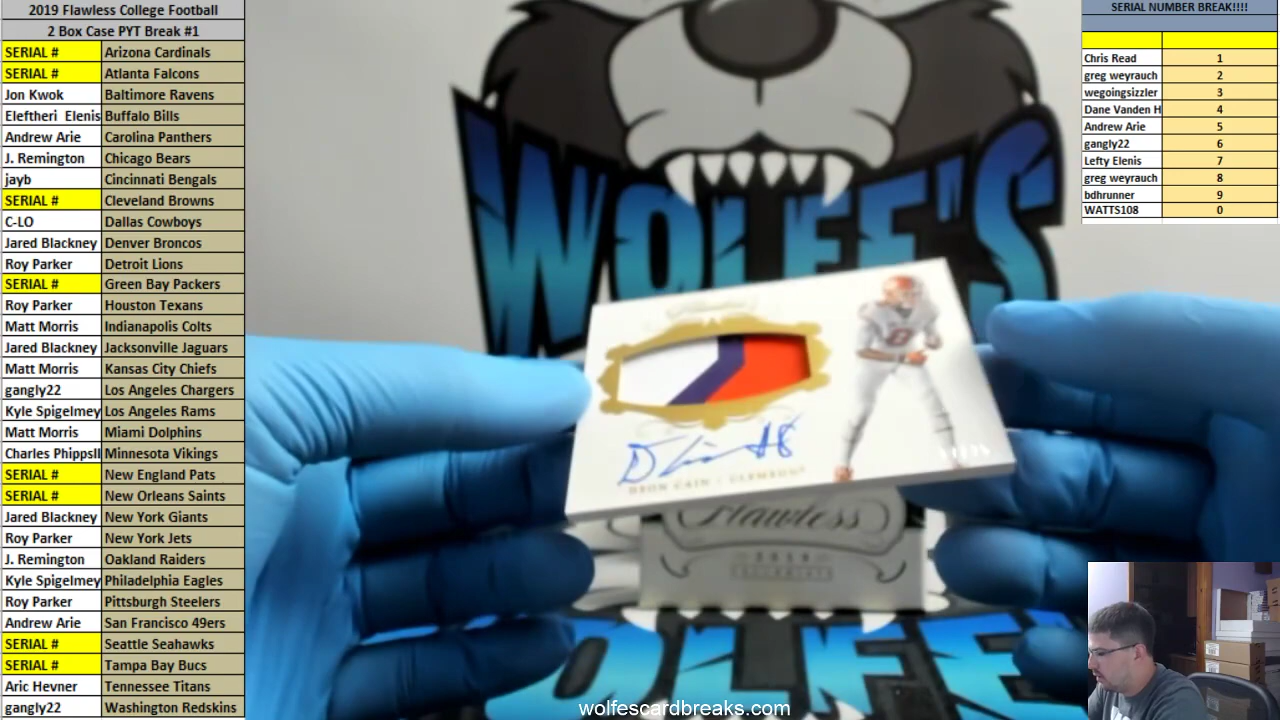 2019 Flawless College Football
2 Box Case PYT Break #1
SERIAL # Arizona Cardinals
SERIAL # Atlanta Falcons
Jon Kwok Baltimore Ravens
Eleftheri Elenis Buffalo Bills
Andrew Arie Carolina Panthers
J. Remington Chicago Bears
jayb Cincinnati Bengals
SERIAL # Cleveland Browns
C-LO Dallas Cowboys
Jared Blackney Denver Broncos
Roy Parker Detroit Lions
SERIAL # Green Bay Packers
Roy Parker Houston Texans
Matt Morris Indianapolis Colts
Jared Blackney Jacksonville Jaguars
Matt Morris Kansas City Chiefs
gangly22 Los Angeles Chargers
Kyle Spigelmey Los Angeles Rams
Matt Morris Miami Dolphins
Charles Phippsll Minnesota Vikings
SERIAL # New England Pats
SERIAL # New Orleans Saints
Jared Blackney New York Giants
Roy Parker New York Jets
J. Remington Oakland Raiders
Kyle Spigelmey Philadelphia Eagles
Roy Parker Pittsburgh Steelers
Andrew Arie San Francisco 49ers
SERIAL # Seattle Seahawks
SERIAL # Tampa Bay Bucs
Aric Hevner Tennessee Titans
gangly22 Washington Redskins
SERIAL NUMBER BREAK!!!!
Chris Read 1
greg weyrauch 2
wegoingsizzler 3
Dane Vanden H 4
Andrew Arie 5
gangly22 6
Lefty Elenis 7
greg weyrauch 8
bdhrunner 9
WATTS108 0
WOLFE'S
Flawless
#8
DEON CAIN - CLEMSON
Flawless
2019
COLLEGIATE
WOLFE'S
wolfescardbreaks.com